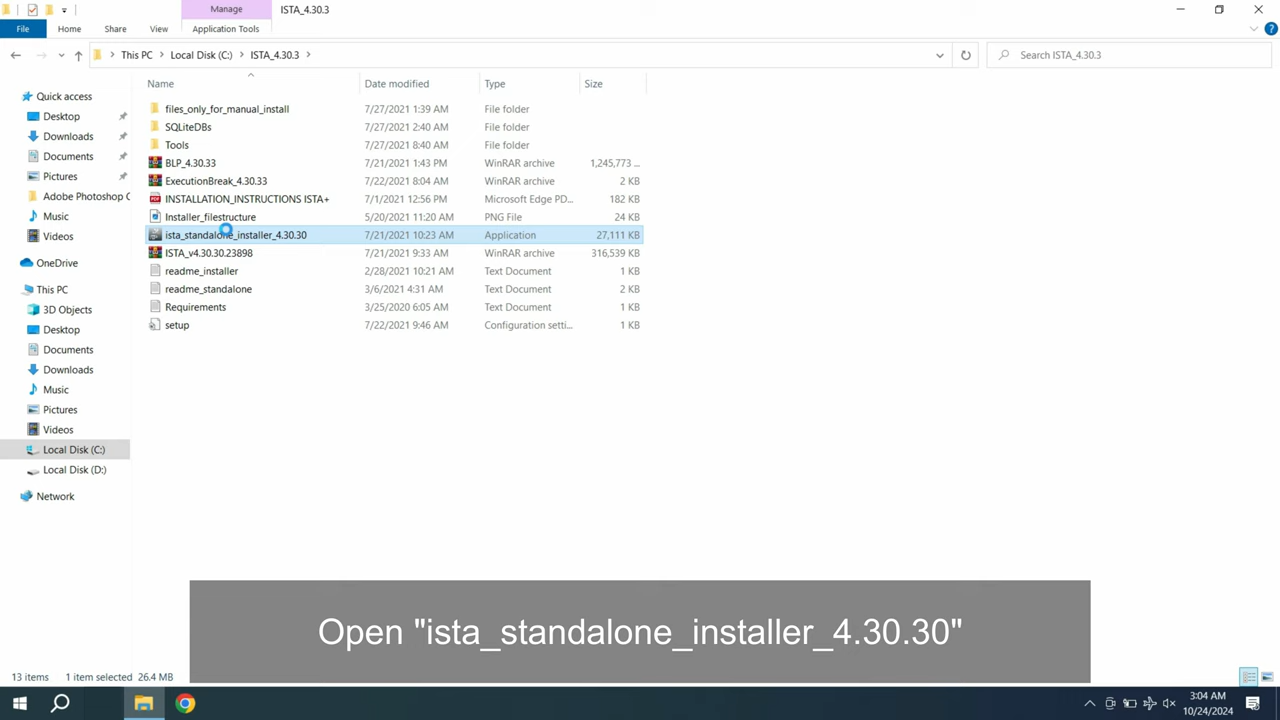 Manage
ISTA_4.30.3
File
Home
Share
View
Application Tools
This PC
Local Disk (C:)
ISTA_4.30.3
Search ISTA_4.30.3
Name
Date modified
Type
Size
Quick access
Desktop
Downloads
Documents
Pictures
Adobe Photoshop C
Music
Videos
OneDrive
This PC
3D Objects
Desktop
Documents
Downloads
Music
Pictures
Videos
Local Disk (C:)
Local Disk (D:)
Network
files_only_for_manual_install 7/27/2021 1:39 AM File folder
SQLiteDBs 7/27/2021 2:40 AM File folder
Tools 7/27/2021 8:40 AM File folder
BLP_4.30.33 7/21/2021 1:43 PM WinRAR archive 1,245,773 ...
ExecutionBreak_4.30.33 7/22/2021 8:04 AM WinRAR archive 2 KB
INSTALLATION_INSTRUCTIONS ISTA+ 7/1/2021 12:56 PM Microsoft Edge PD... 182 KB
Installer_filestructure 5/20/2021 11:20 AM PNG File 24 KB
ista_standalone_installer_4.30.30 7/21/2021 10:23 AM Application 27,111 KB
ISTA_v4.30.30.23898 7/21/2021 9:33 AM WinRAR archive 316,539 KB
readme_installer 2/28/2021 10:21 AM Text Document 1 KB
readme_standalone 3/6/2021 4:31 AM Text Document 2 KB
Requirements 3/25/2020 6:05 AM Text Document 1 KB
setup 7/22/2021 9:46 AM Configuration setti... 1 KB
Open "ista_standalone_installer_4.30.30"
13 items 1 item selected 26.4 MB
3:04 AM
10/24/2024